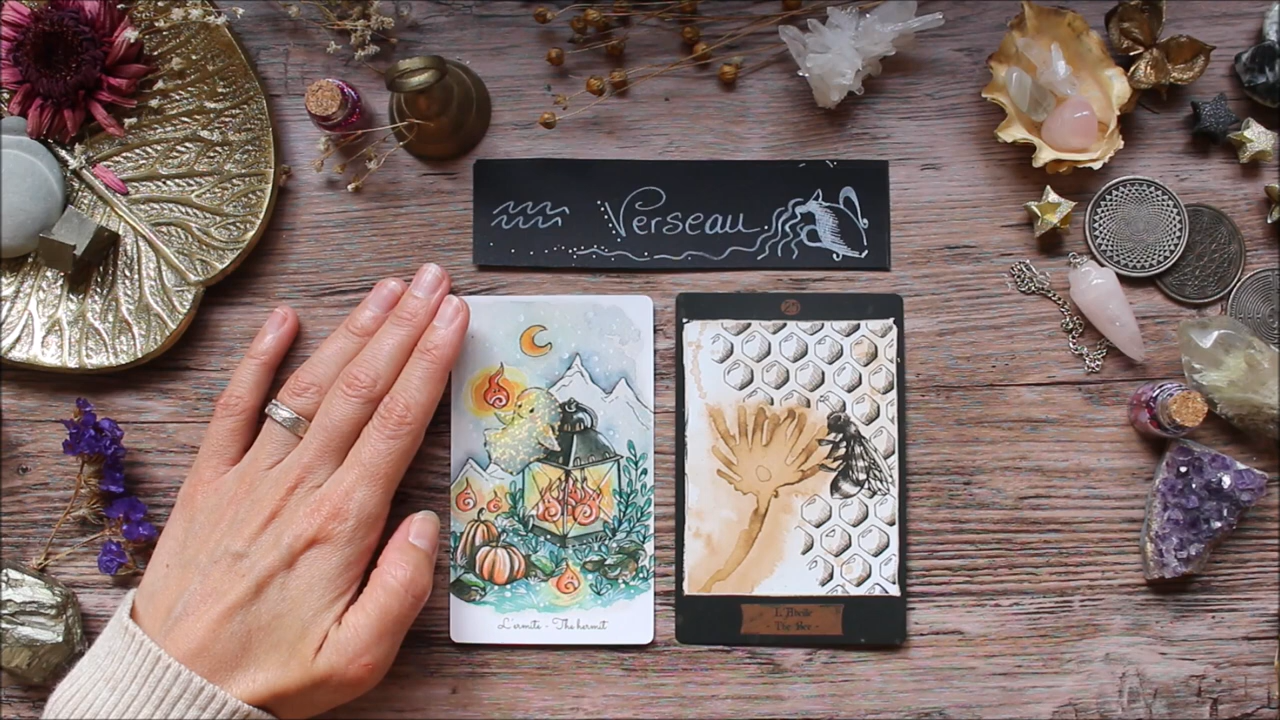 Verseau
L'ermite - The hermit
L'Abeille
- The Bee -